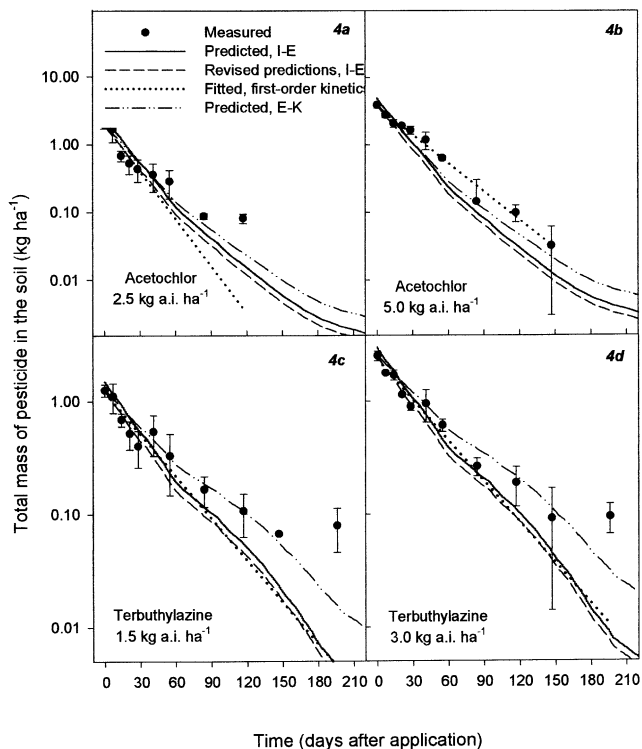 4a
Measured
Predicted, I-E
Revised predictions, I-E
Fitted, first-order kinetic
Predicted, E-K
4b
10.00
1.00
0.10
0.01
Acetochlor
2.5 kg a.i. ha-1
Acetochlor
5.0 kg a.i. ha-1
Total mass of pesticide in the soil (kg ha-1)
4c
4d
1.00
0.10
0.01
Terbuthylazine
1.5 kg a.i. ha-1
Terbuthylazine
3.0 kg a.i. ha-1
0 30 60 90 120 150 180 210 0 30 60 90 120 150 180 210
Time (days after application)